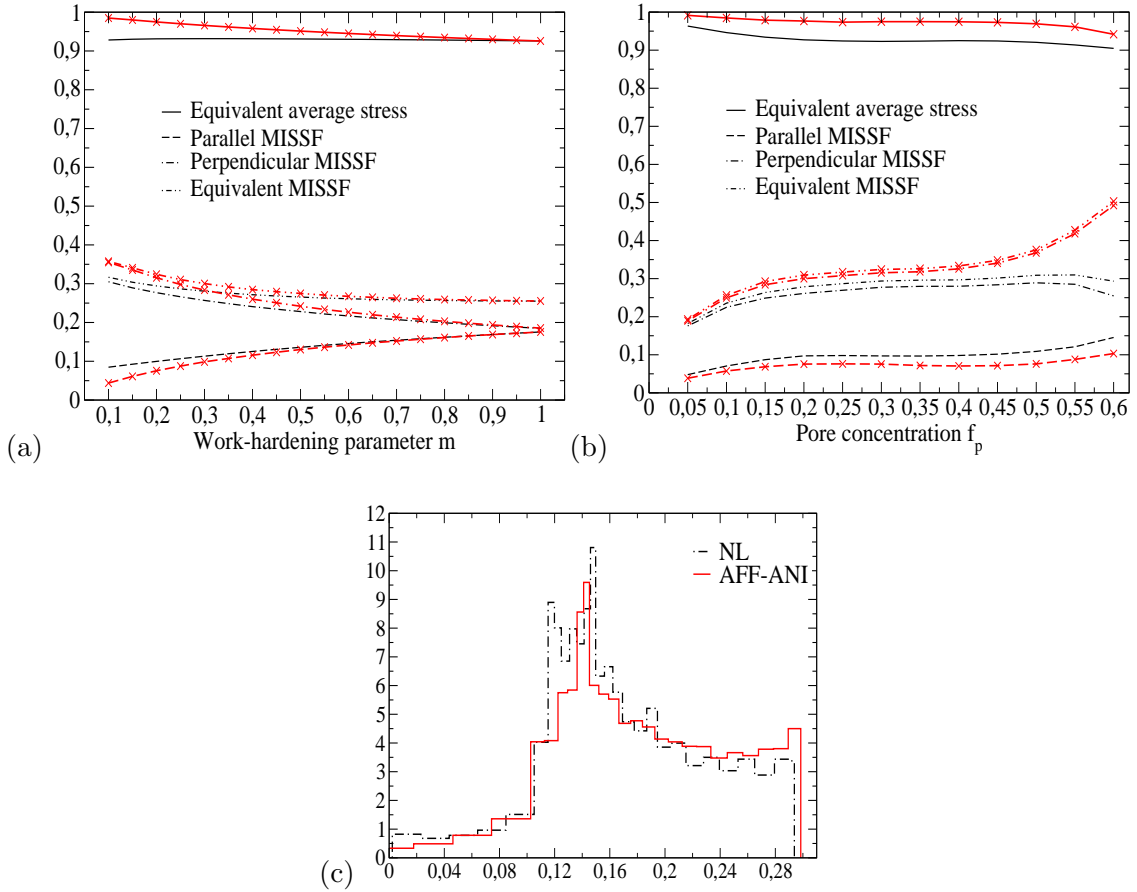 1
0,9
0,8
0,7
0,6
0,5
0,4
0,3
0,2
0,1
0
Equivalent average stress
Parallel MISSF
Perpendicular MISSF
Equivalent MISSF
0,1 0,2 0,3 0,4 0,5 0,6 0,7 0,8 0,9 1
Work-hardening parameter m
(a)
1
0,9
0,8
0,7
0,6
0,5
0,4
0,3
0,2
0,1
0
Equivalent average stress
Parallel MISSF
Perpendicular MISSF
Equivalent MISSF
0 0,05 0,1 0,15 0,2 0,25 0,3 0,35 0,4 0,45 0,5 0,55 0,6
Pore concentration f_p
(b)
12
11
10
9
8
7
6
5
4
3
2
1
0
NL
AFF-ANI
0 0,04 0,08 0,12 0,16 0,2 0,24 0,28
(c)